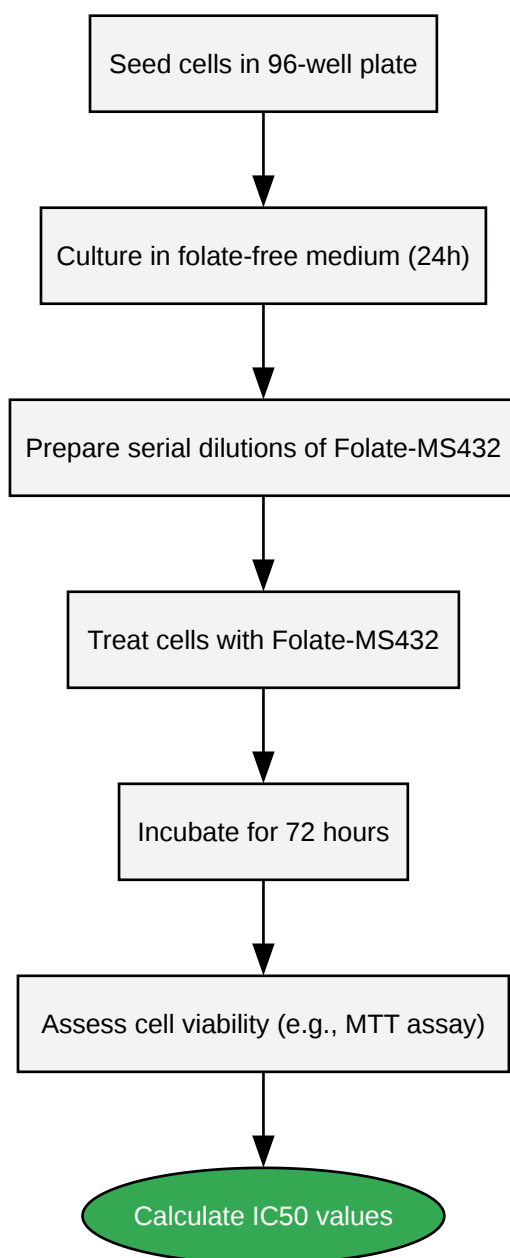 Seed cells in 96-well plate
Culture in folate-free medium (24h)
Prepare serial dilutions of Folate-MS432
Treat cells with Folate-MS432
Incubate for 72 hours
Assess cell viability (e.g., MTT assay)
Calculate IC50 values